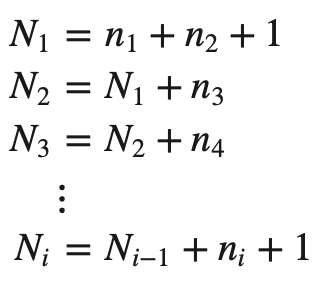 N₁ = n₁ + n₂ + 1
N₂ = N₁ + n₃
N₃ = N₂ + n₄
⋮
Nᵢ = Nᵢ₋₁ + nᵢ + 1